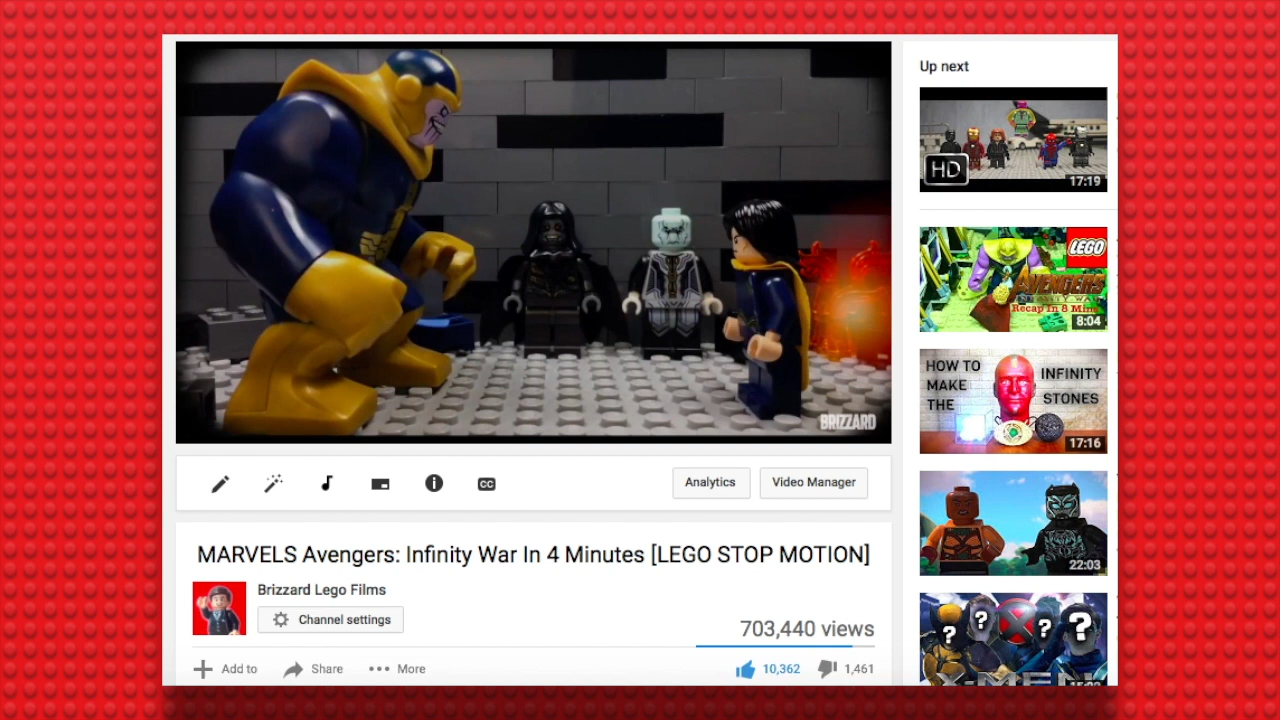 BRIZZARD
Analytics
Video Manager
MARVELS Avengers: Infinity War In 4 Minutes [LEGO STOP MOTION]
Brizzard Lego Films
Channel settings
703,440 views
Add to
Share
More
10,362
1,461
Up next
HD
17:19
LEGO
AVENGERS
Recap In 8 Min
8:04
HOW TO
MAKE
THE
INFINITY
STONES
17:16
22:03
? ? ? ?
X-MEN